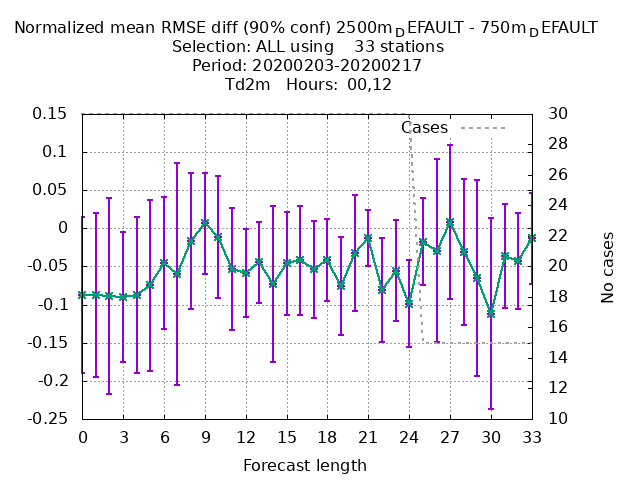 Normalized mean RMSE diff (90% conf) 2500m_DEFAULT - 750m_DEFAULT
Selection: ALL using 33 stations
Period: 20200203-20200217
Td2m Hours: 00,12
Cases
0.15
0.1
0.05
0
-0.05
-0.1
-0.15
-0.2
-0.25
30
28
26
24
22
20
18
16
14
12
10
No cases
0 3 6 9 12 15 18 21 24 27 30 33
Forecast length